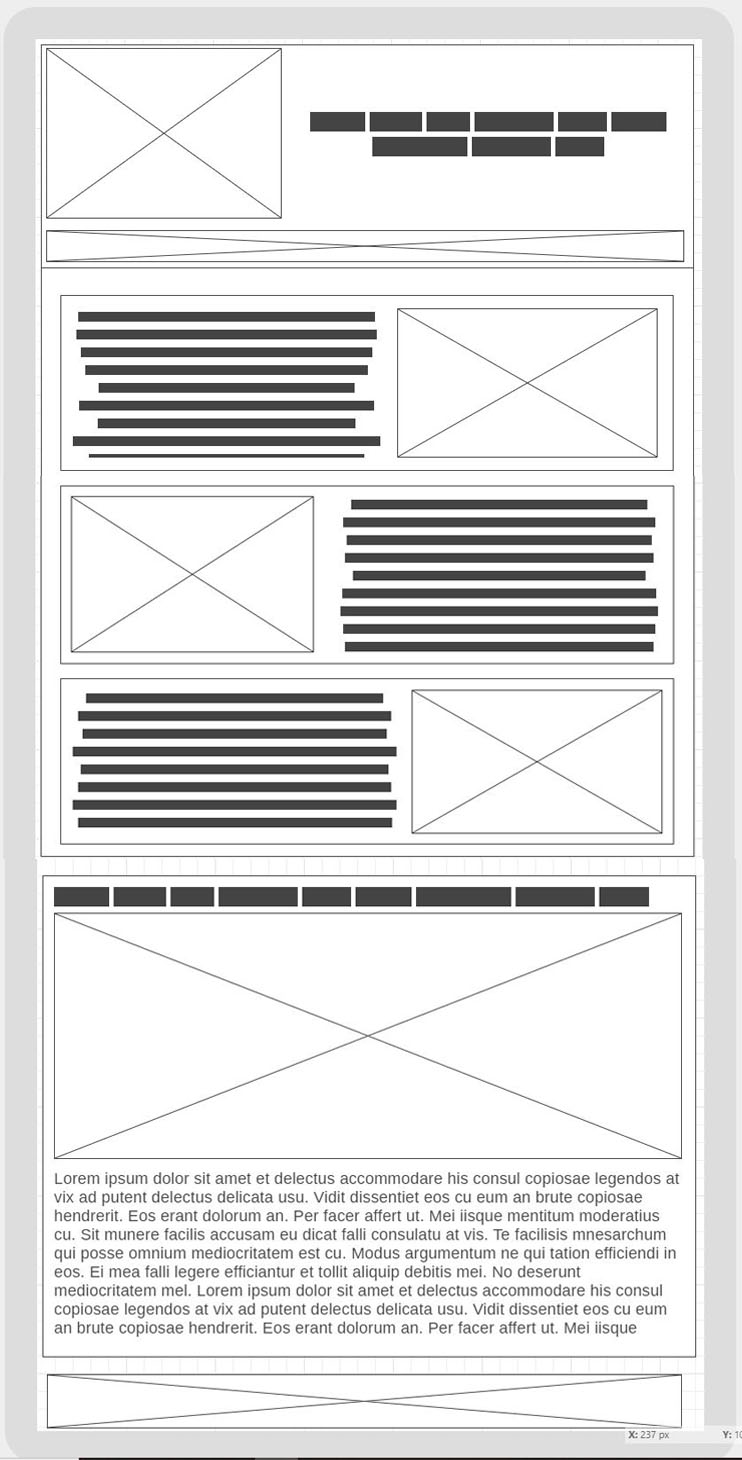 Lorem ipsum dolor sit amet et delectus accommodare his consul copiosae legendos at
vix ad putent delectus delicata usu. Vidit dissentiet eos cu eum an brute copiosae
hendrerit. Eos erant dolorum an. Per facer affert ut. Mei iisque mentitum moderatius
cu. Sit munere facilis accusam eu dicat falli consulatu at vis. Te facilisis mnesarchum
qui posse omnium mediocritatem est cu. Modus argumentum ne qui tation efficiendi in
eos. Ei mea falli legere efficiantur et tollit aliquip debitis mei. No deserunt
mediocritatem mel. Lorem ipsum dolor sit amet et delectus accommodare his consul
copiosae legendos at vix ad putent delectus delicata usu. Vidit dissentiet eos cu eum
an brute copiosae hendrerit. Eos erant dolorum an. Per facer affert ut. Mei iisque
X: 237 px Y: 10